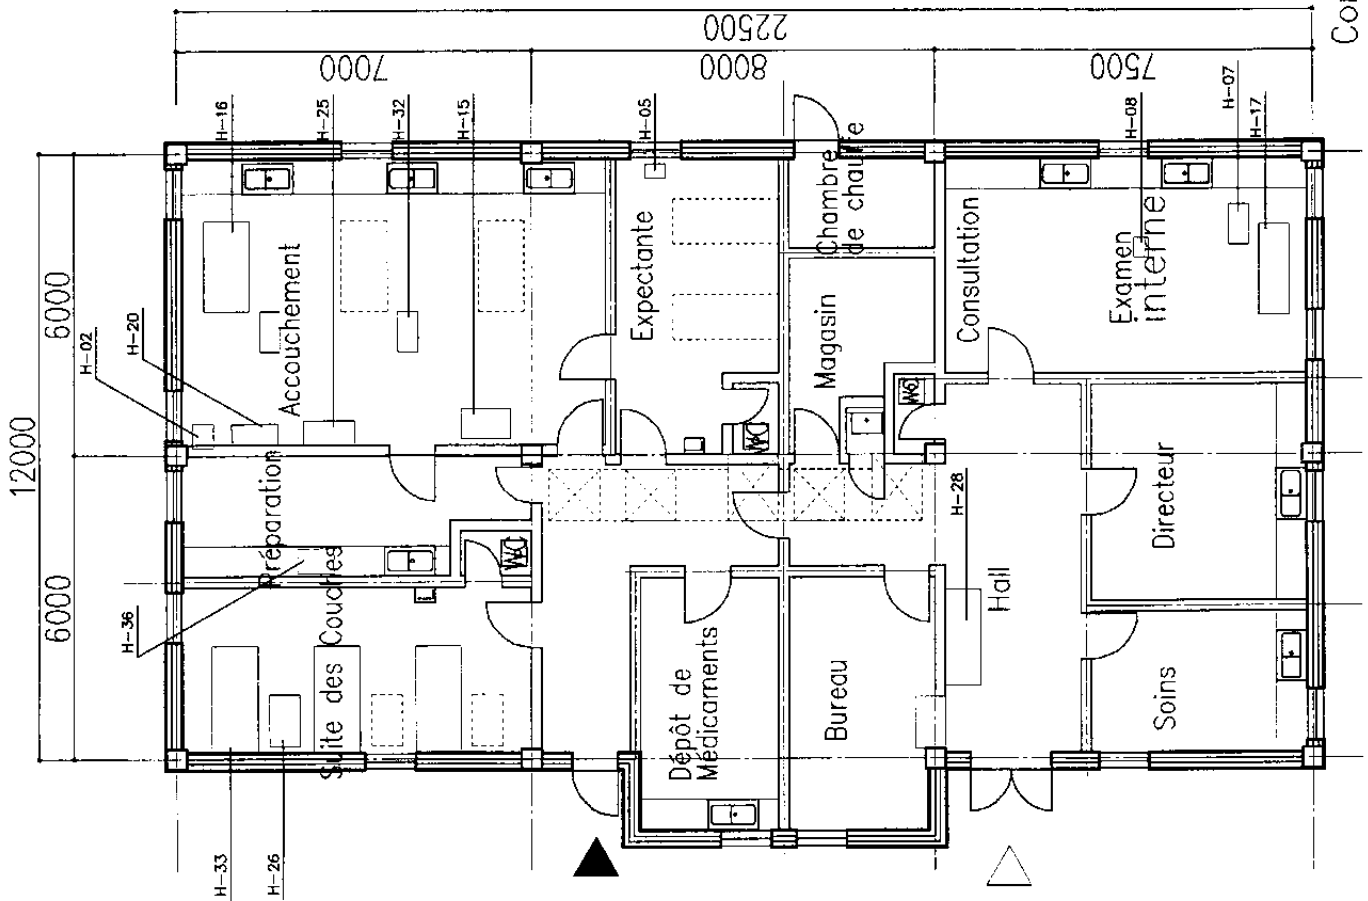 22500
7000
8000
7500
Coi
H-16
H-25
H-32
H-15
H-05
H-08
H-07
H-17
12000
6000
6000
H-02
H-20
H-36
H-33
H-26
H-28
Accouchement
Expectante
Chambre
de chauffe
Consultation
Examen
interne
Magasin
WC
WC
WC
Préparation
Suite des Couches
Dépôt de
Médicaments
Bureau
Hall
Directeur
Soins